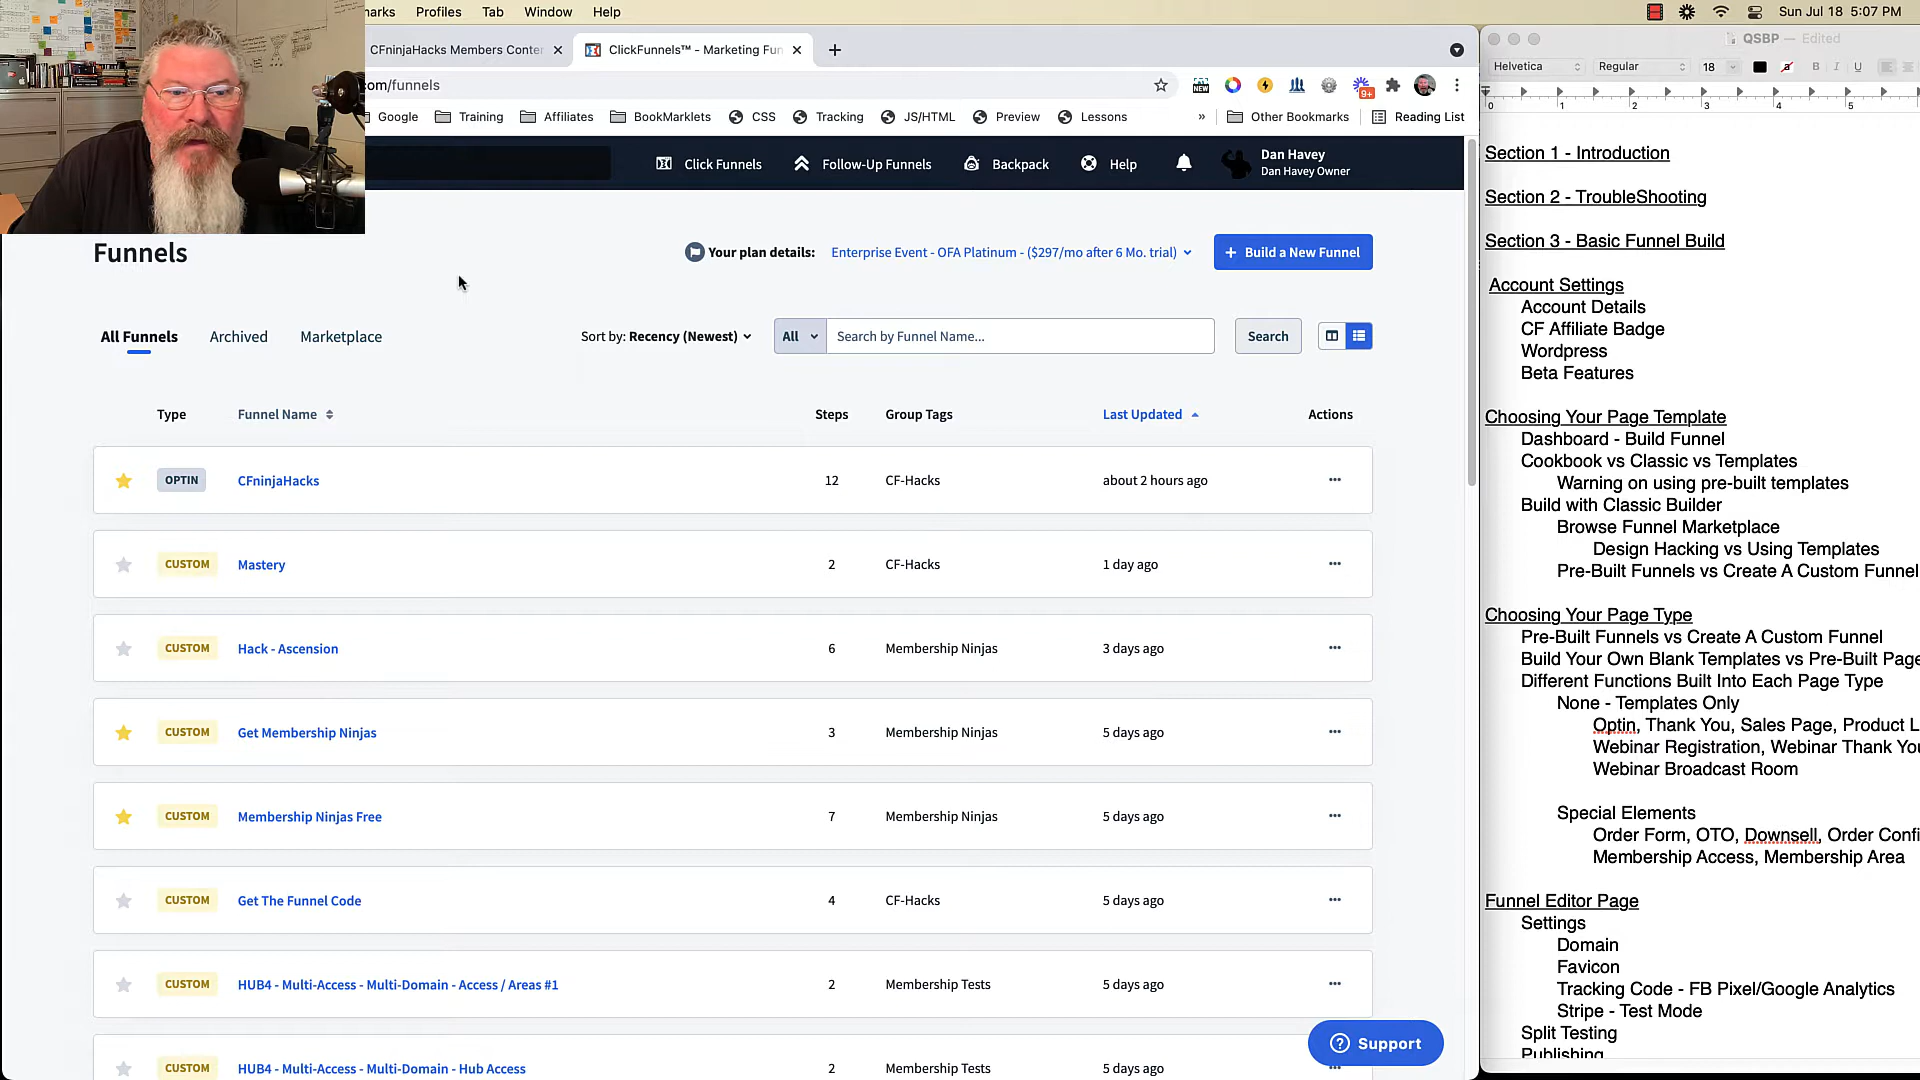 marks Profiles Tab Window Help
Sun Jul 18 5:07 PM
CFninjaHacks Members Conter
ClickFunnels™ - Marketing Fun
com/funnels
NEW
9+
Google Training Affiliates BookMarklets CSS Tracking JS/HTML Preview Lessons » Other Bookmarks Reading List
Click Funnels Follow-Up Funnels Backpack Help
Dan Havey
Dan Havey Owner
Funnels
Your plan details: Enterprise Event - OFA Platinum - ($297/mo after 6 Mo. trial)
+ Build a New Funnel
All Funnels Archived Marketplace
Sort by: Recency (Newest)
All Search by Funnel Name... Search
Type Funnel Name Steps Group Tags Last Updated Actions
OPTIN CFninjaHacks 12 CF-Hacks about 2 hours ago •••
CUSTOM Mastery 2 CF-Hacks 1 day ago •••
CUSTOM Hack - Ascension 6 Membership Ninjas 3 days ago •••
CUSTOM Get Membership Ninjas 3 Membership Ninjas 5 days ago •••
CUSTOM Membership Ninjas Free 7 Membership Ninjas 5 days ago •••
CUSTOM Get The Funnel Code 4 CF-Hacks 5 days ago •••
CUSTOM HUB4 - Multi-Access - Multi-Domain - Access / Areas #1 2 Membership Tests 5 days ago •••
CUSTOM HUB4 - Multi-Access - Multi-Domain - Hub Access 2 Membership Tests 5 days ago
Support
QSBP — Edited
Helvetica Regular 18 a B I U
0 1 2 3 4 5
Section 1 - Introduction
Section 2 - TroubleShooting
Section 3 - Basic Funnel Build
Account Settings
Account Details
CF Affiliate Badge
Wordpress
Beta Features
Choosing Your Page Template
Dashboard - Build Funnel
Cookbook vs Classic vs Templates
Warning on using pre-built templates
Build with Classic Builder
Browse Funnel Marketplace
Design Hacking vs Using Templates
Pre-Built Funnels vs Create A Custom Funnel
Choosing Your Page Type
Pre-Built Funnels vs Create A Custom Funnel
Build Your Own Blank Templates vs Pre-Built Page
Different Functions Built Into Each Page Type
None - Templates Only
Optin, Thank You, Sales Page, Product L
Webinar Registration, Webinar Thank You
Webinar Broadcast Room
Special Elements
Order Form, OTO, Downsell, Order Confi
Membership Access, Membership Area
Funnel Editor Page
Settings
Domain
Favicon
Tracking Code - FB Pixel/Google Analytics
Stripe - Test Mode
Split Testing
Publishing